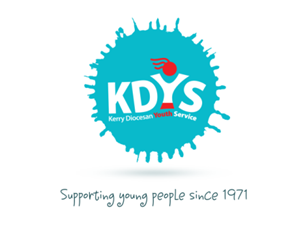 KDYS
Kerry Diocesan Youth Service
Supporting young people since 1971